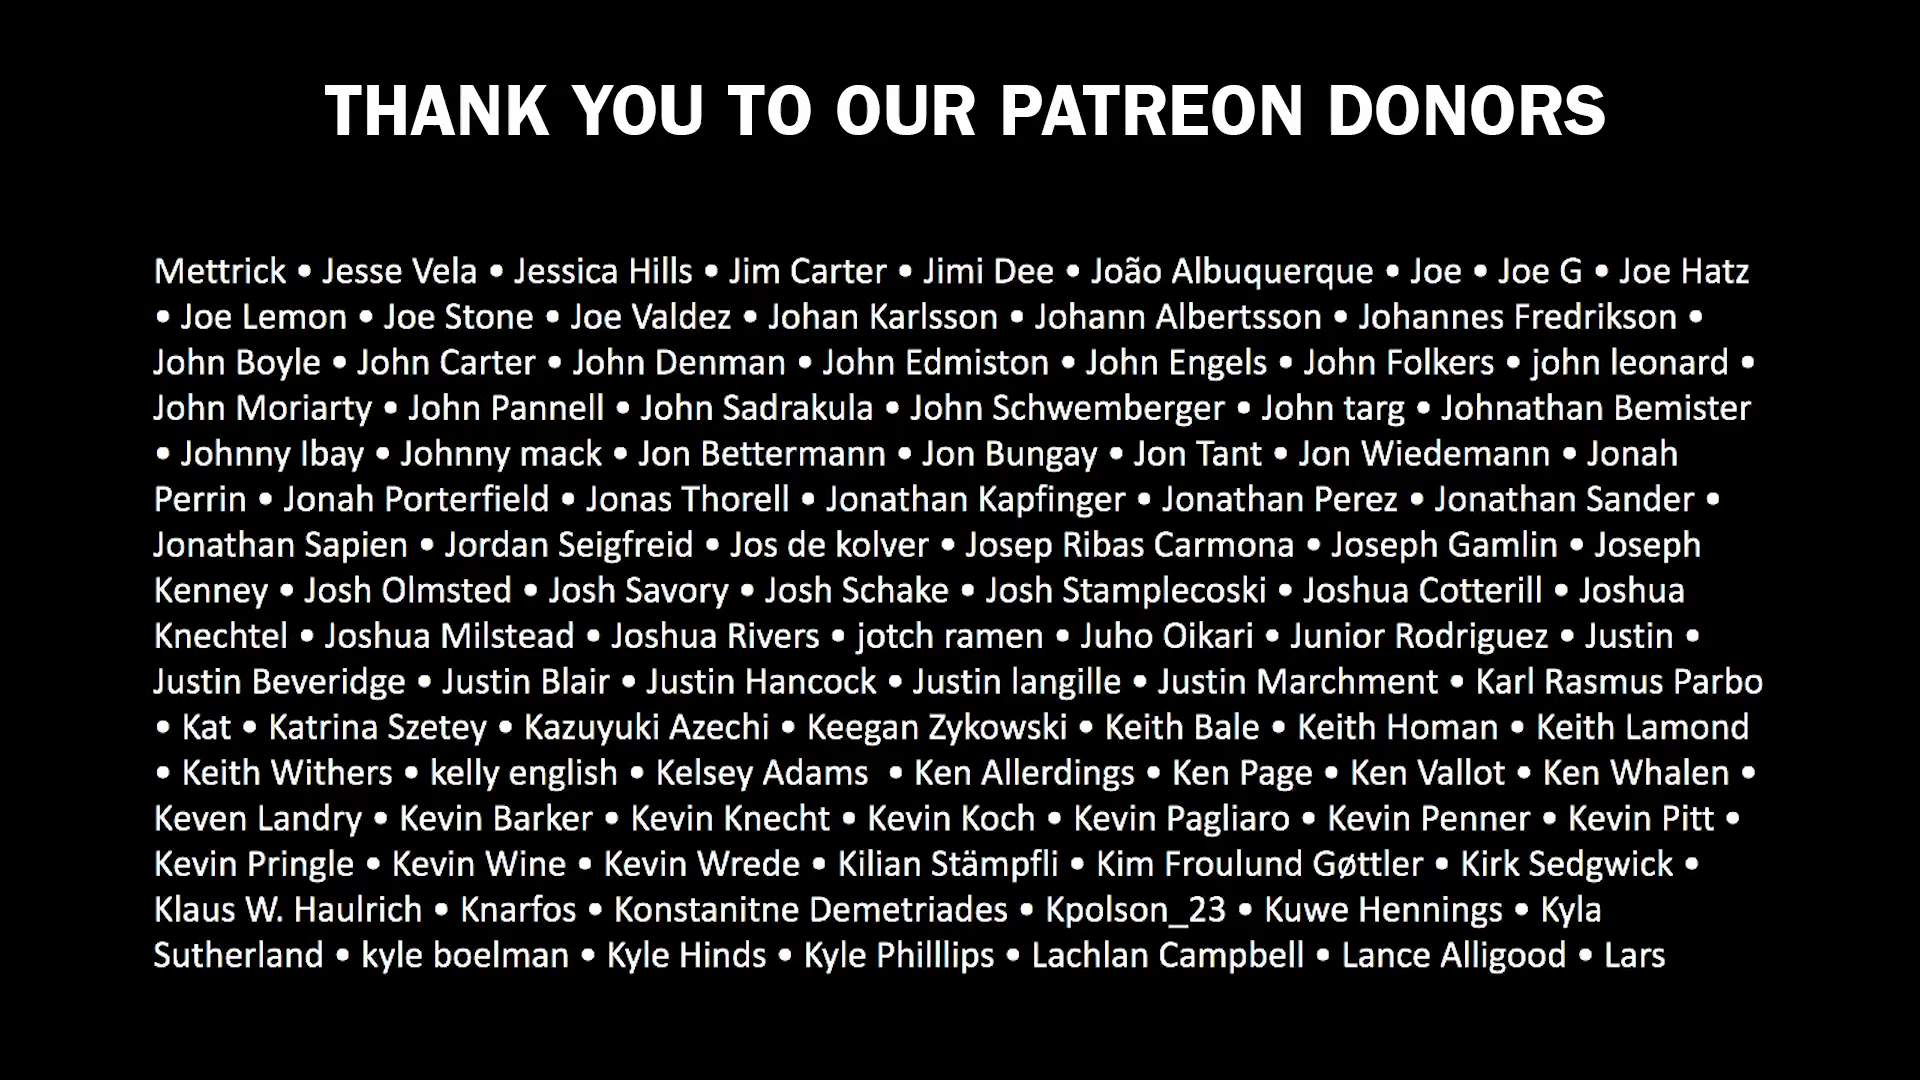 THANK YOU TO OUR PATREON DONORS
Mettrick • Jesse Vela • Jessica Hills • Jim Carter • Jimi Dee • João Albuquerque • Joe • Joe G • Joe Hatz
• Joe Lemon • Joe Stone • Joe Valdez • Johan Karlsson • Johann Albertsson • Johannes Fredrikson •
John Boyle • John Carter • John Denman • John Edmiston • John Engels • John Folkers • john leonard •
John Moriarty • John Pannell • John Sadrakula • John Schwemberger • John targ • Johnathan Bemister
• Johnny Ibay • Johnny mack • Jon Bettermann • Jon Bungay • Jon Tant • Jon Wiedemann • Jonah
Perrin • Jonah Porterfield • Jonas Thorell • Jonathan Kapfinger • Jonathan Perez • Jonathan Sander •
Jonathan Sapien • Jordan Seigfreid • Jos de kolver • Josep Ribas Carmona • Joseph Gamlin • Joseph
Kenney • Josh Olmsted • Josh Savory • Josh Schake • Josh Stamplecoski • Joshua Cotterill • Joshua
Knechtel • Joshua Milstead • Joshua Rivers • jotch ramen • Juho Oikari • Junior Rodriguez • Justin •
Justin Beveridge • Justin Blair • Justin Hancock • Justin langille • Justin Marchment • Karl Rasmus Parbo
• Kat • Katrina Szetey • Kazuyuki Azechi • Keegan Zykowski • Keith Bale • Keith Homan • Keith Lamond
• Keith Withers • kelly english • Kelsey Adams  • Ken Allerdings • Ken Page • Ken Vallot • Ken Whalen •
Keven Landry • Kevin Barker • Kevin Knecht • Kevin Koch • Kevin Pagliaro • Kevin Penner • Kevin Pitt •
Kevin Pringle • Kevin Wine • Kevin Wrede • Kilian Stämpfli • Kim Froulund Gøttler • Kirk Sedgwick •
Klaus W. Haulrich • Knarfos • Konstanitne Demetriades • Kpolson_23 • Kuwe Hennings • Kyla
Sutherland • kyle boelman • Kyle Hinds • Kyle Philllips • Lachlan Campbell • Lance Alligood • Lars